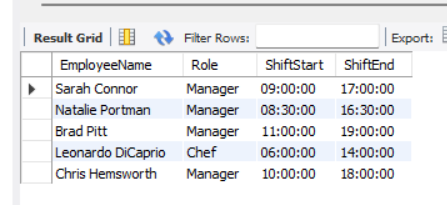 Result Grid Filter Rows: Export:
EmployeeName Role ShiftStart ShiftEnd
Sarah Connor Manager 09:00:00 17:00:00
Natalie Portman Manager 08:30:00 16:30:00
Brad Pitt Manager 11:00:00 19:00:00
Leonardo DiCaprio Chef 06:00:00 14:00:00
Chris Hemsworth Manager 10:00:00 18:00:00